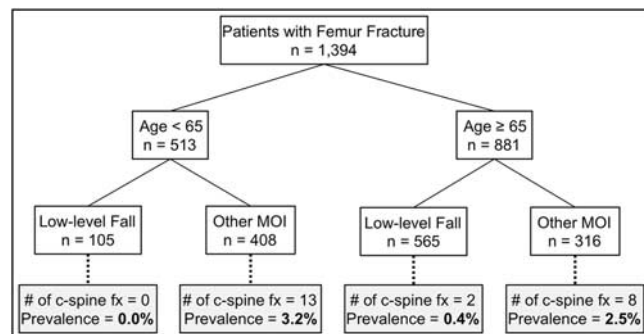 Patients with Femur Fracture
n = 1,394
Age < 65
n = 513
Age ≥ 65
n = 881
Low-level Fall
n = 105
Other MOI
n = 408
Low-level Fall
n = 565
Other MOI
n = 316
# of c-spine fx = 0
Prevalence = 0.0%
# of c-spine fx = 13
Prevalence = 3.2%
# of c-spine fx = 2
Prevalence = 0.4%
# of c-spine fx = 8
Prevalence = 2.5%